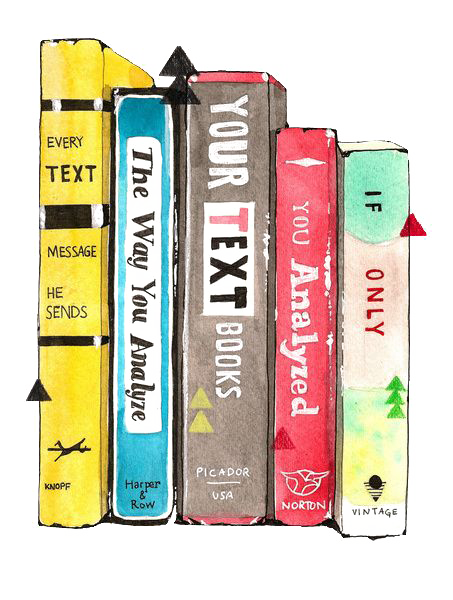 EVERY
TEXT
MESSAGE
HE
SENDS
KNOPF
The Way You Analyze
Harper
&
Row
YOUR TEXT BOOKS
PICADOR
USA
YOU Analyzed
NORTON
IF
ONLY
VINTAGE